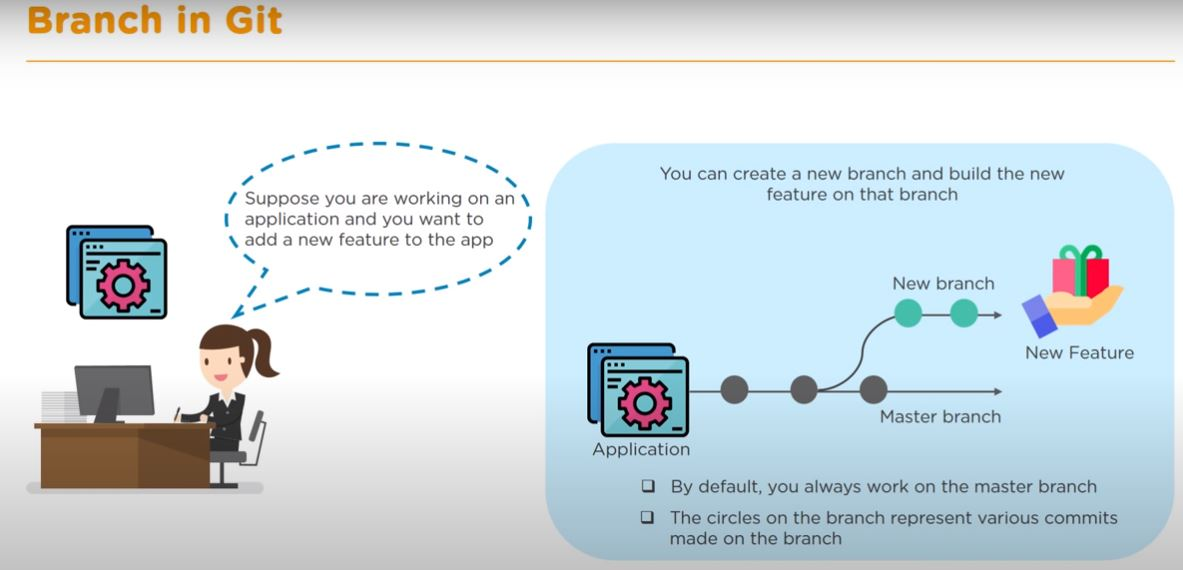 Branch in Git
Suppose you are working on an
application and you want to
add a new feature to the app
You can create a new branch and build the new
feature on that branch
New branch
New Feature
Master branch
Application
❑ By default, you always work on the master branch
❑ The circles on the branch represent various commits
made on the branch